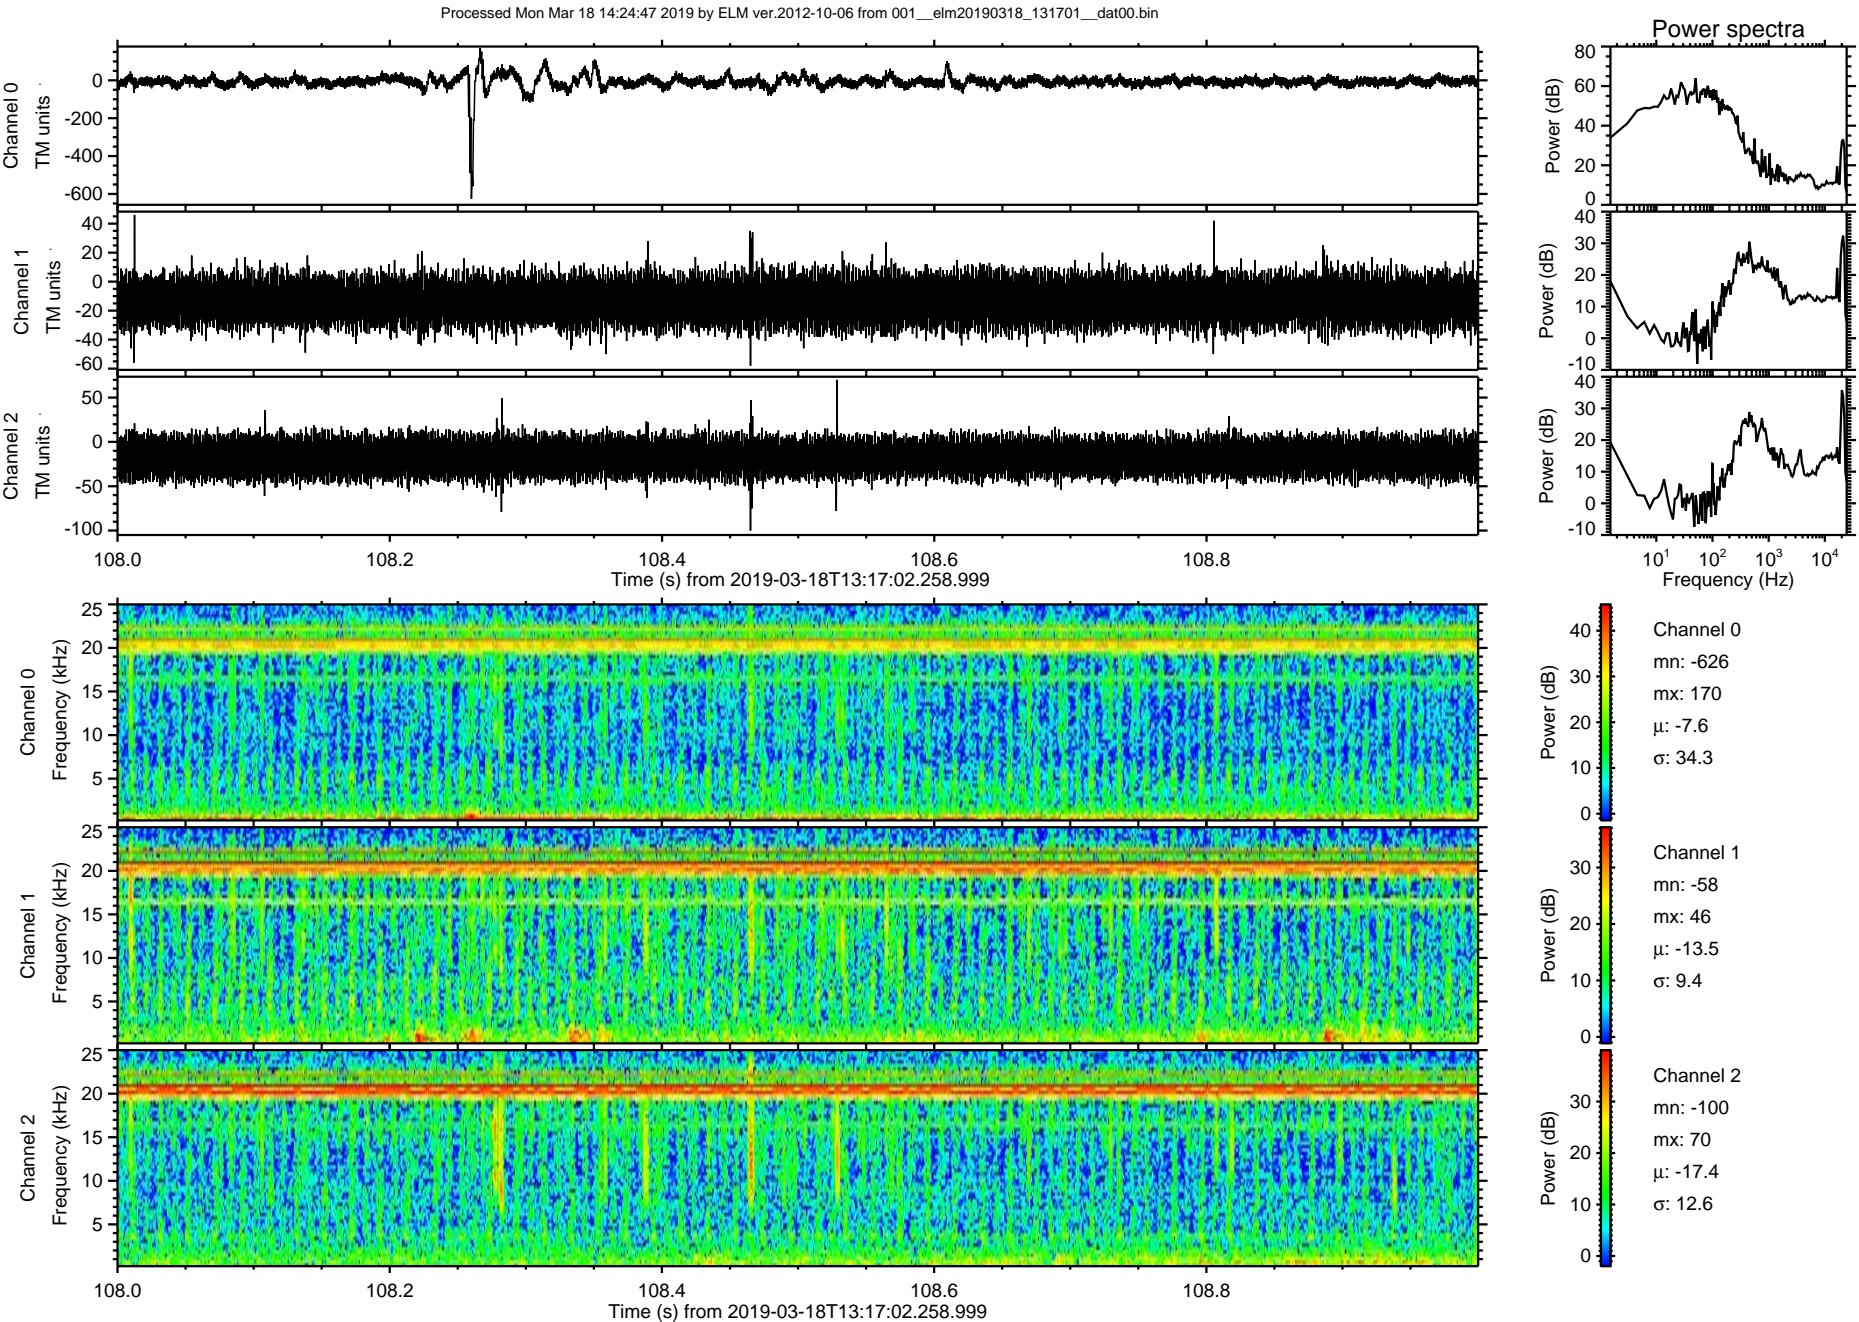 Processed Mon Mar 18 14:24:47 2019 by ELM ver.2012-10-06 from 001__elm20190318_131701__dat00.bin
Power spectra
Channel 0
TM units
0
-200
-400
-600
Power (dB)
80
60
40
20
0
Channel 1
TM units
40
20
0
-20
-40
-60
Power (dB)
40
30
20
10
0
-10
Channel 2
TM units
50
0
-50
-100
Power (dB)
40
30
20
10
0
-10
108.0 108.2 108.4 108.6 108.8
Time (s) from 2019-03-18T13:17:02.258.999
10¹ 10² 10³ 10⁴
Frequency (Hz)
Channel 0
Frequency (kHz)
25
20
15
10
5
Power (dB)
40
30
20
10
0
Channel 0
mn: -626
mx: 170
μ: -7.6
σ: 34.3
Channel 1
Frequency (kHz)
25
20
15
10
5
Power (dB)
30
20
10
0
Channel 1
mn: -58
mx: 46
μ: -13.5
σ: 9.4
Channel 2
Frequency (kHz)
25
20
15
10
5
Power (dB)
30
20
10
0
Channel 2
mn: -100
mx: 70
μ: -17.4
σ: 12.6
108.0 108.2 108.4 108.6 108.8
Time (s) from 2019-03-18T13:17:02.258.999